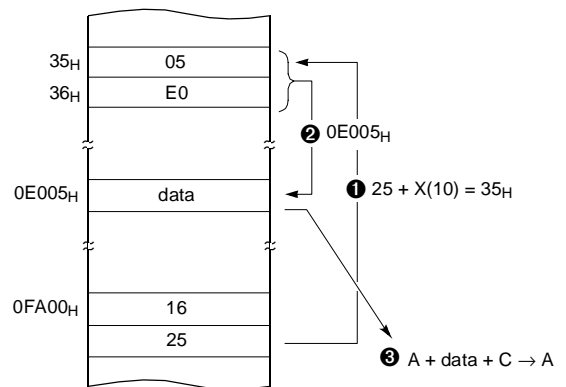 35H 05
36H E0
❷ 0E005H
0E005H data
❶ 25 + X(10) = 35H
0FA00H 16
25
❸ A + data + C → A